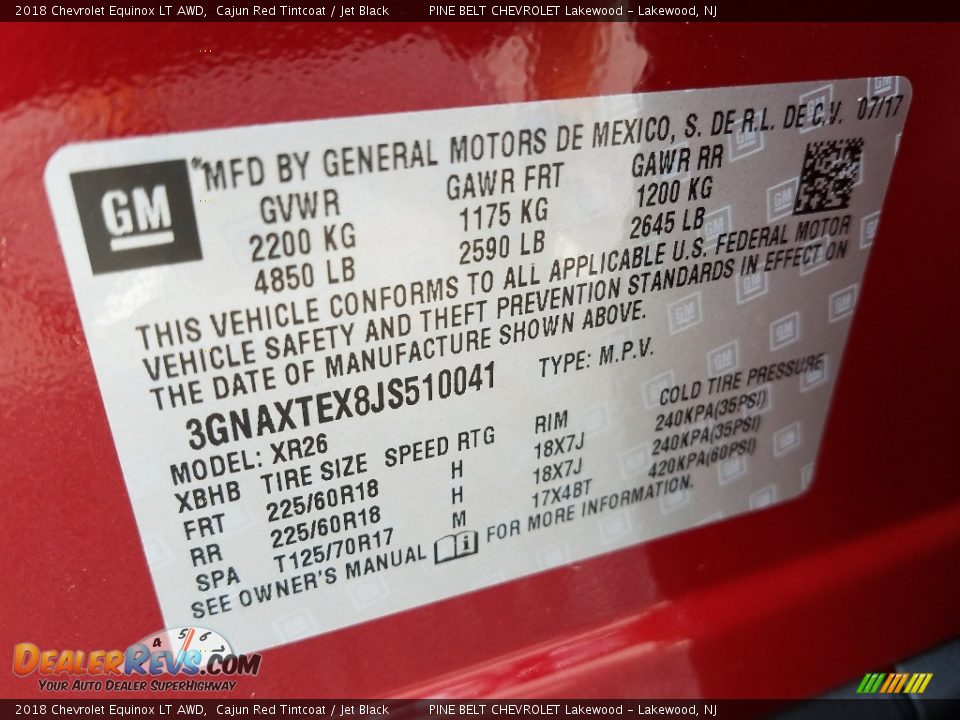 2018 Chevrolet Equinox LT AWD, Cajun Red Tintcoat / Jet Black PINE BELT CHEVROLET Lakewood - Lakewood, NJ
GM MFD BY GENERAL MOTORS DE MEXICO, S. DE R.L. DE C.V. 07/17
GVWR GAWR FRT GAWR RR
2200 KG 1175 KG 1200 KG
4850 LB 2590 LB 2645 LB
THIS VEHICLE CONFORMS TO ALL APPLICABLE U.S. FEDERAL MOTOR
VEHICLE SAFETY AND THEFT PREVENTION STANDARDS IN EFFECT ON
THE DATE OF MANUFACTURE SHOWN ABOVE.
3GNAXTEX8JS510041 TYPE: M.P.V.
MODEL: XR26
XBHB TIRE SIZE SPEED RTG RIM COLD TIRE PRESSURE
FRT 225/60R18 H 18X7J 240KPA(35PSI)
RR 225/60R18 H 18X7J 240KPA(35PSI)
SPA T125/70R17 M 17X4BT 420KPA(60PSI)
SEE OWNER'S MANUAL FOR MORE INFORMATION.
4 5 6 7
DEALERREVS.COM
YOUR AUTO DEALER SUPERHIGHWAY
2018 Chevrolet Equinox LT AWD, Cajun Red Tintcoat / Jet Black PINE BELT CHEVROLET Lakewood - Lakewood, NJ